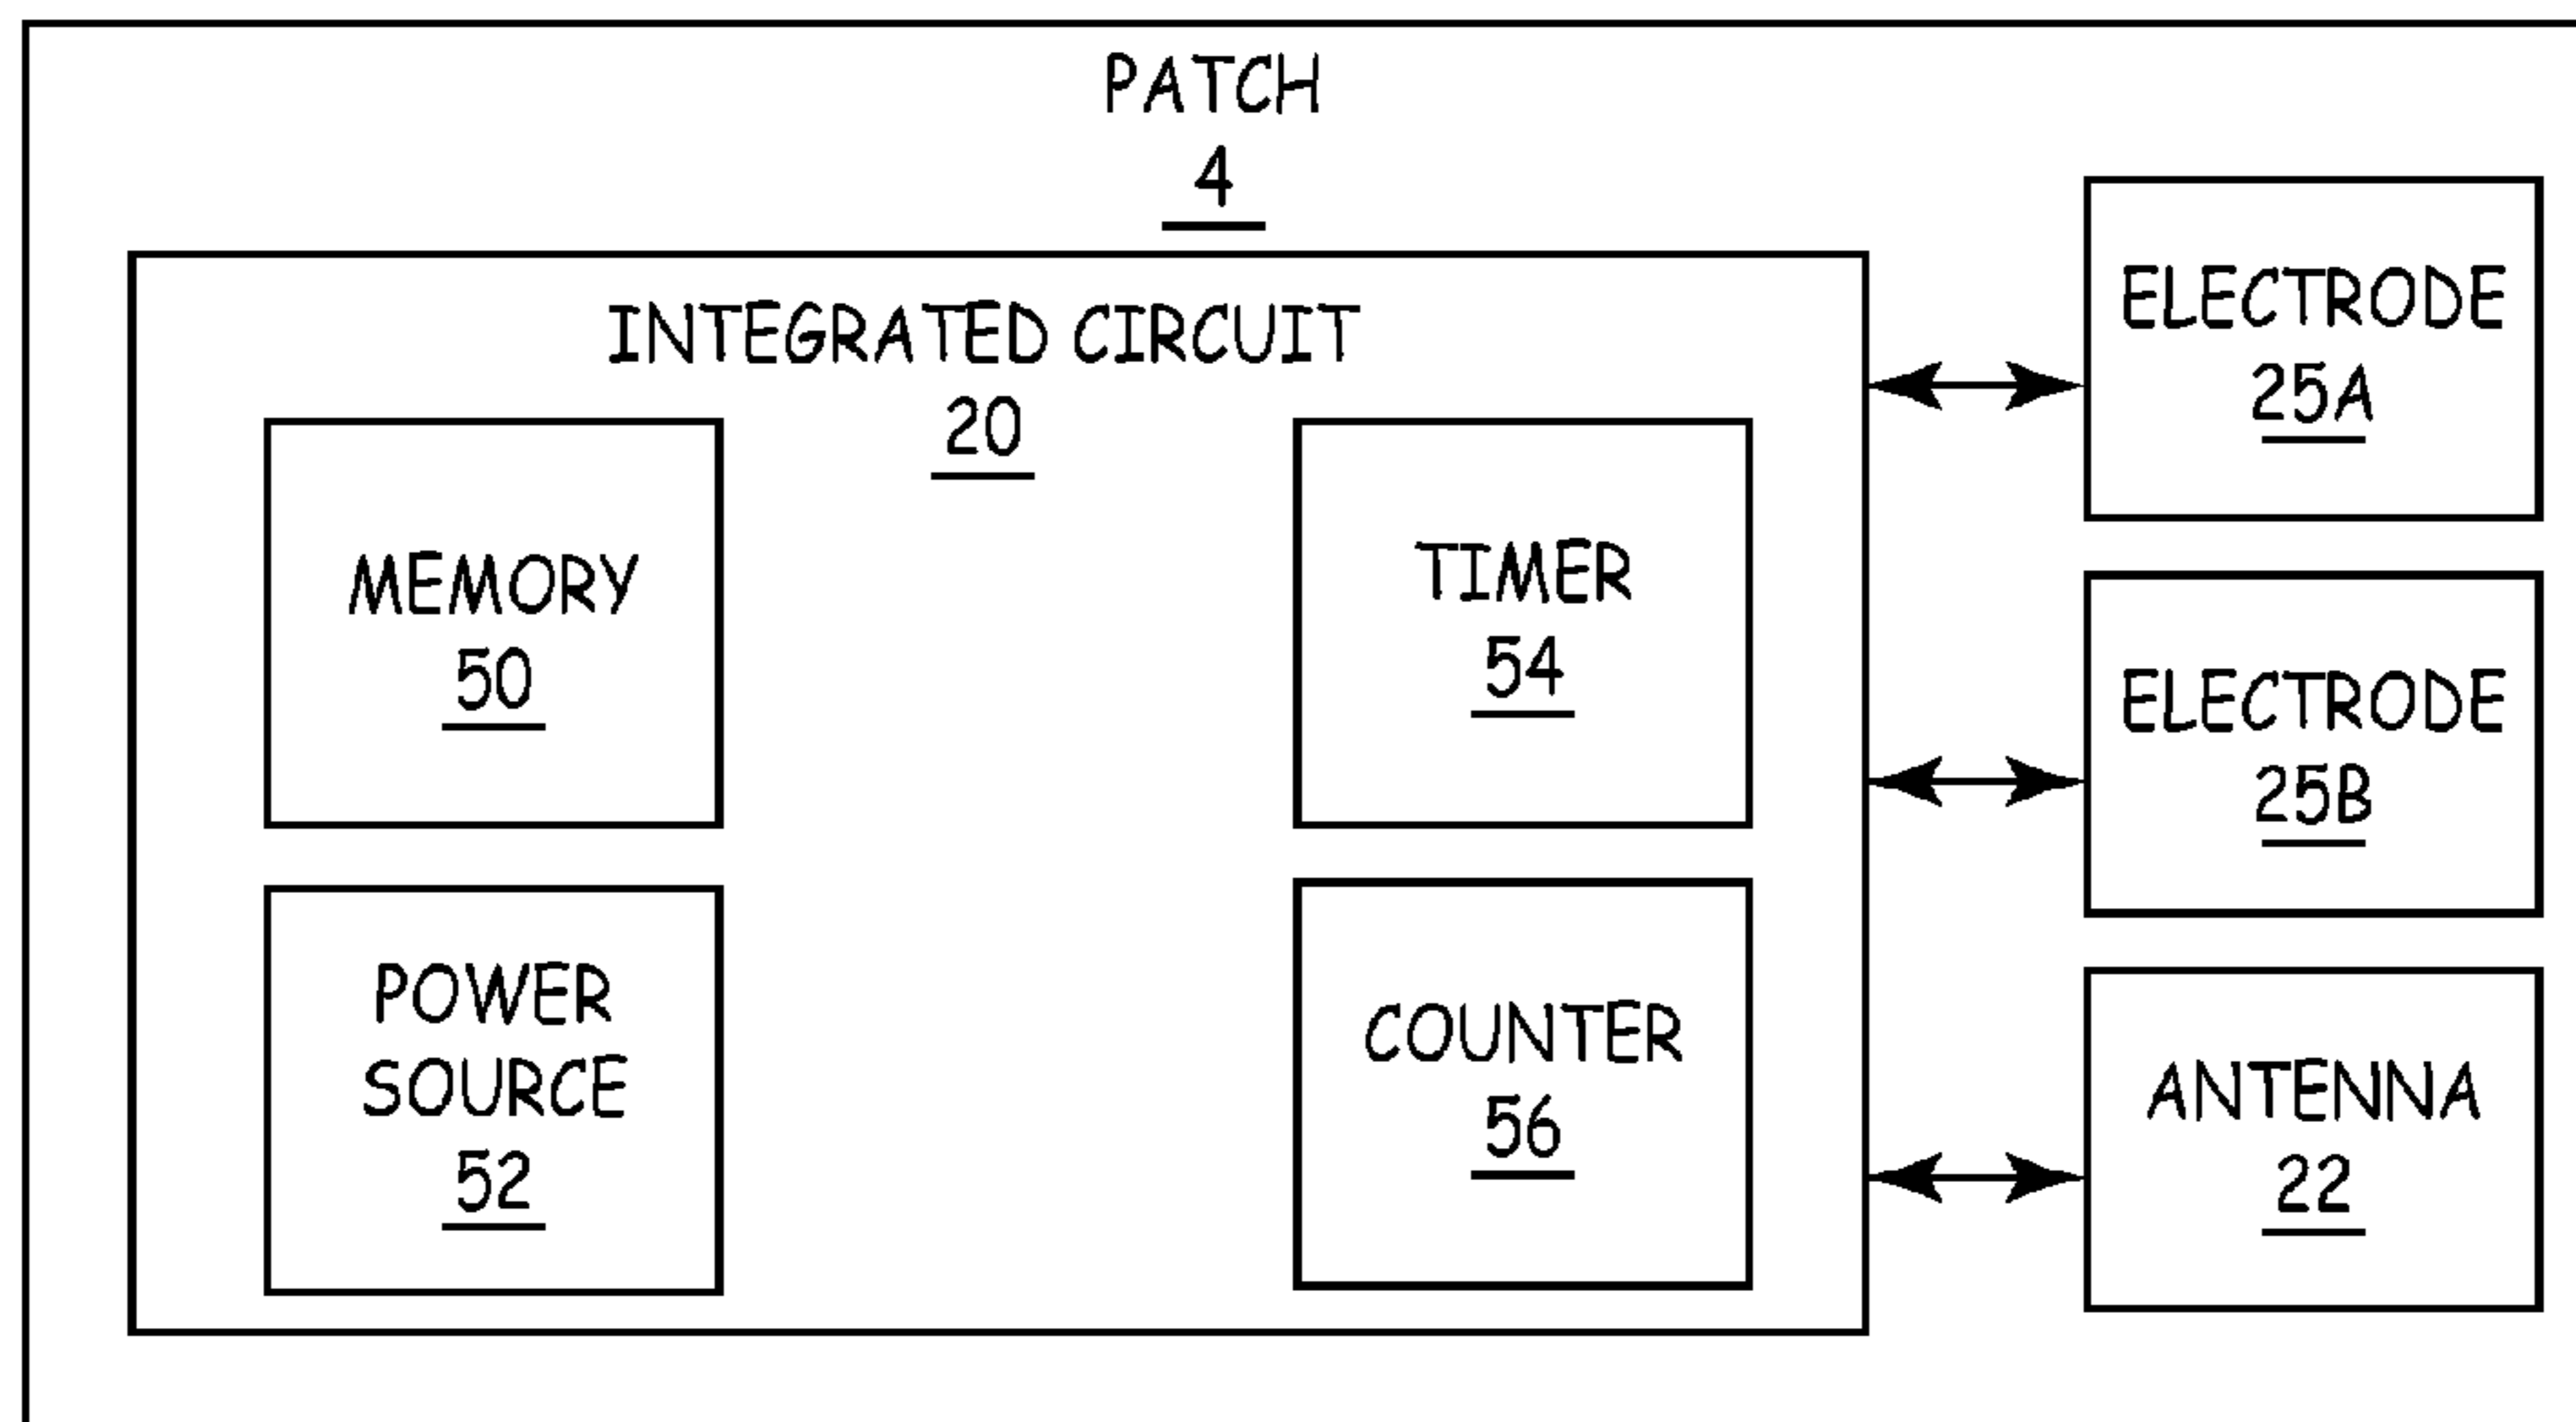 PATCH
4
INTEGRATED CIRCUIT
20
MEMORY
50
TIMER
54
POWER
SOURCE
52
COUNTER
56
ELECTRODE
25A
ELECTRODE
25B
ANTENNA
22